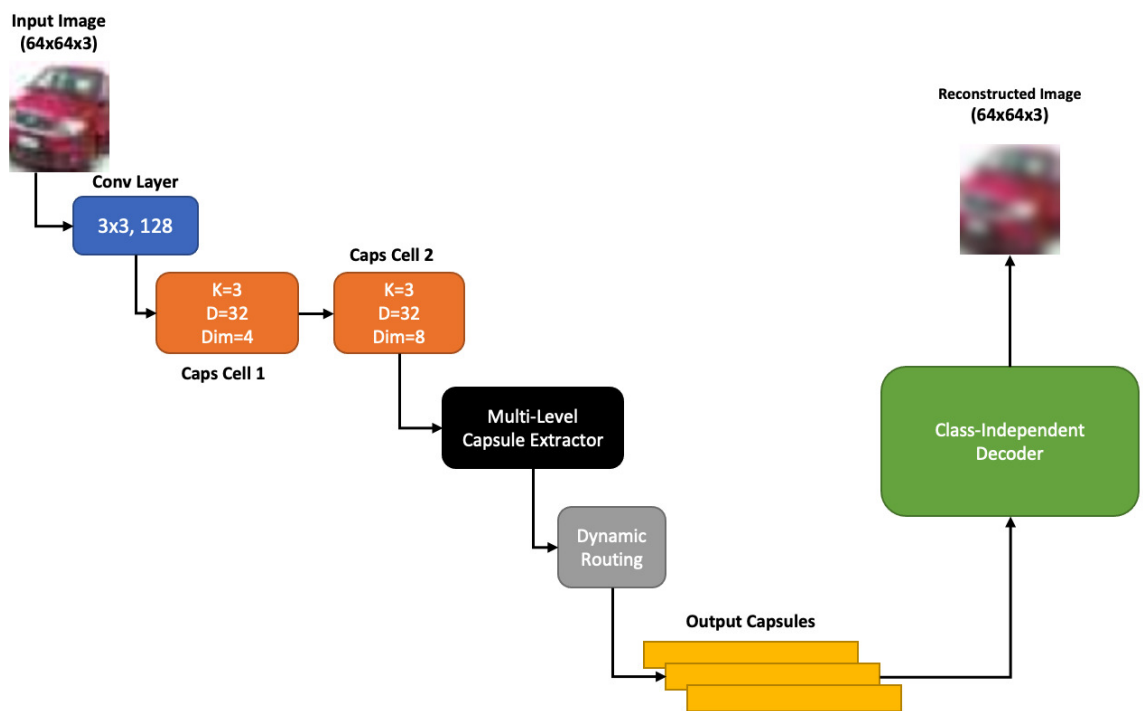 Input Image
(64x64x3)
Conv Layer
3x3, 128
Caps Cell 2
K=3
D=32
Dim=4
K=3
D=32
Dim=8
Caps Cell 1
Multi-Level
Capsule Extractor
Dynamic
Routing
Output Capsules
Class-Independent
Decoder
Reconstructed Image
(64x64x3)